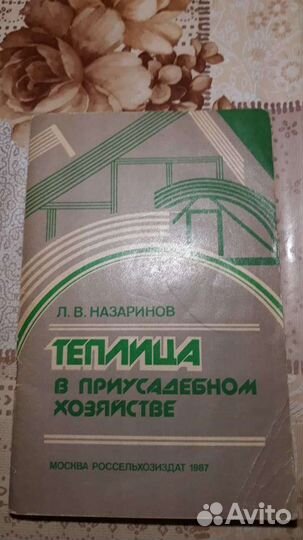 Л. В. НАЗАРИНОВ
ТЕПЛИЦА
В ПРИУСАДЕБНОМ
ХОЗЯЙСТВЕ
МОСКВА РОССЕЛЬХОЗИЗДАТ 1987
Avito